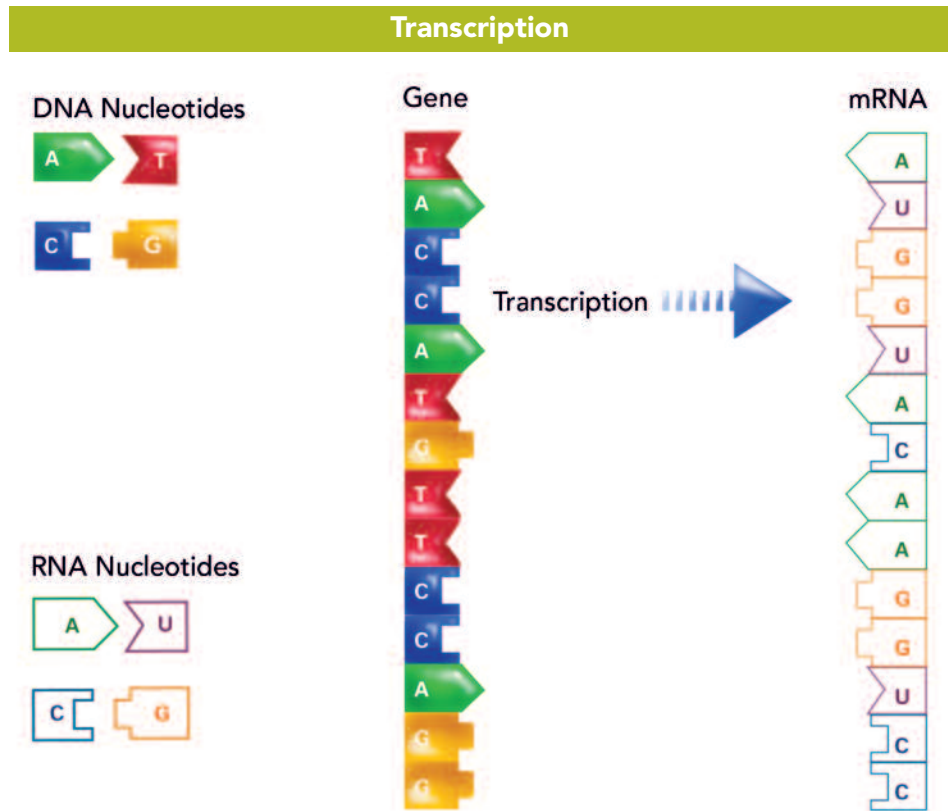 Transcription
DNA Nucleotides
A T
C G
RNA Nucleotides
A U
C G
Gene
T
A
C
C
A
T
G
T
T
C
C
A
G
G
Transcription
mRNA
A
U
G
G
U
A
C
A
A
G
G
U
C
C